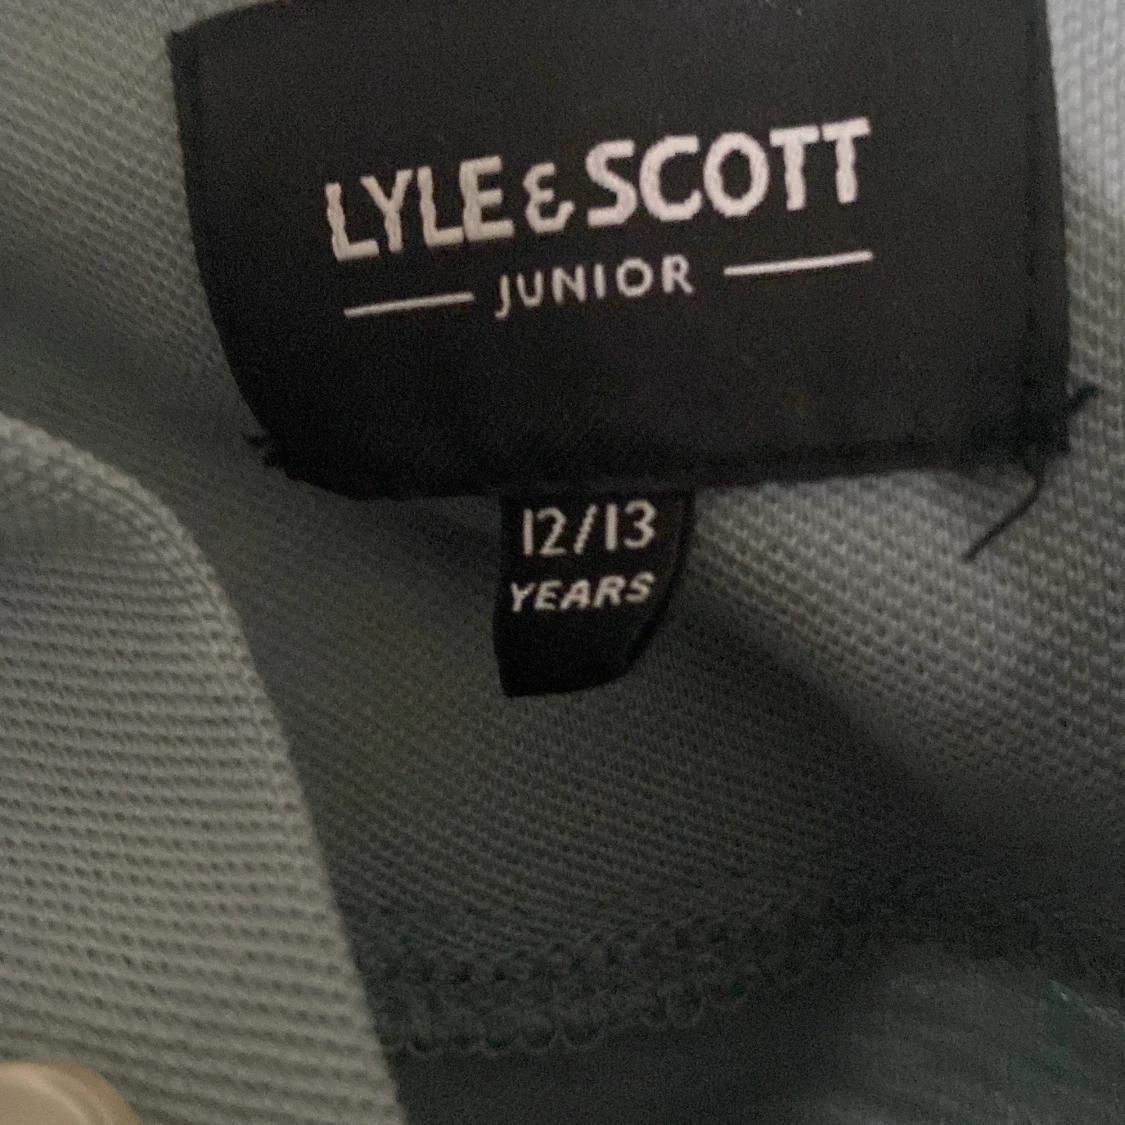 LYLE & SCOTT
JUNIOR
12/13
YEARS